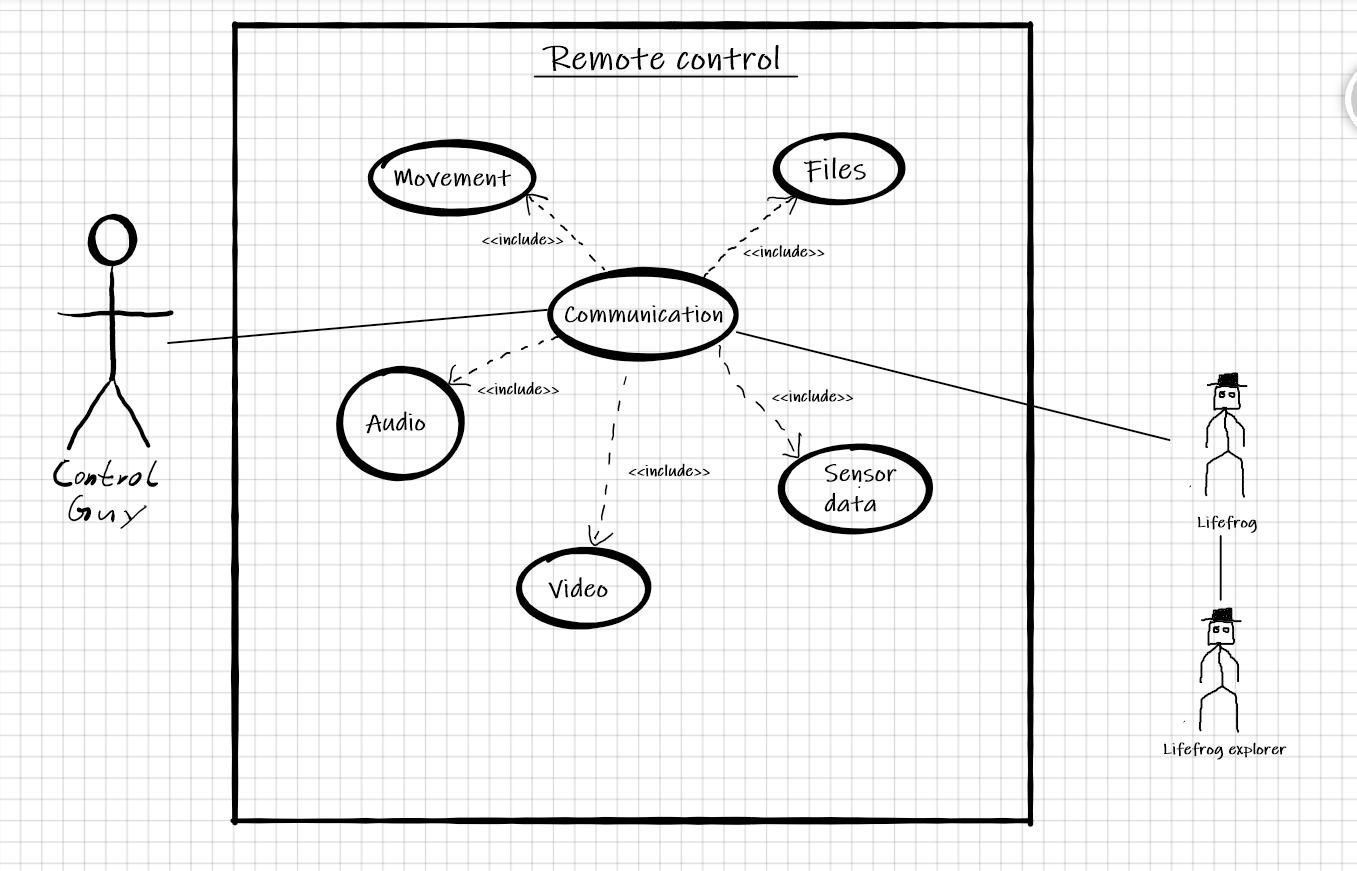 Remote control
Movement
Files
<<include>>
<<include>>
Communication
<<include>>
<<include>>
Audio
<<include>>
Sensor
data
Video
Control
Guy
Lifefrog
Lifefrog explorer